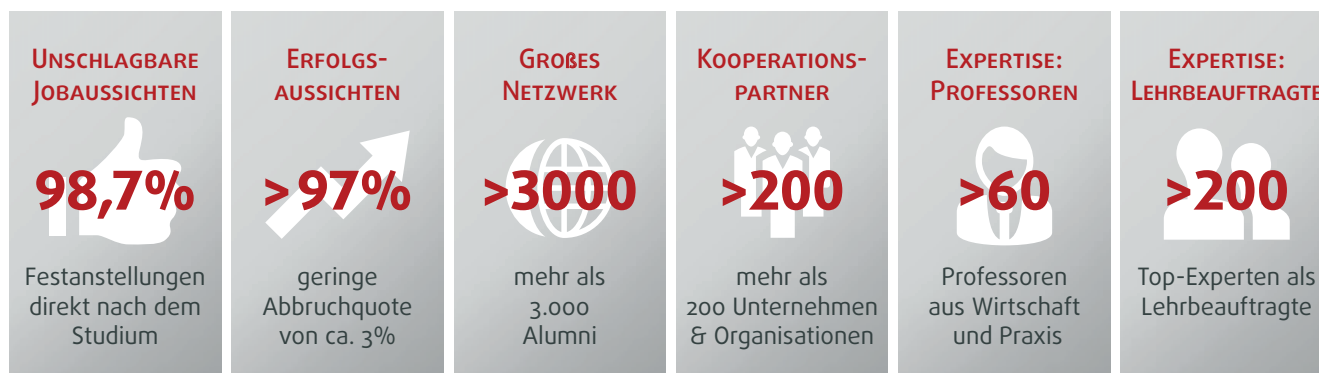 Unschlagbare
Jobaussichten
98,7%
Festanstellungen
direkt nach dem
Studium
Erfolgs-
aussichten
>97%
geringe
Abbruchquote
von ca. 3%
Großes
Netzwerk
>3000
mehr als
3.000
Alumni
Kooperations-
partner
>200
mehr als
200 Unternehmen
& Organisationen
Expertise:
Professoren
>60
Professoren
aus Wirtschaft
und Praxis
Expertise:
Lehrbeauftragte
>200
Top-Experten als
Lehrbeauftragte